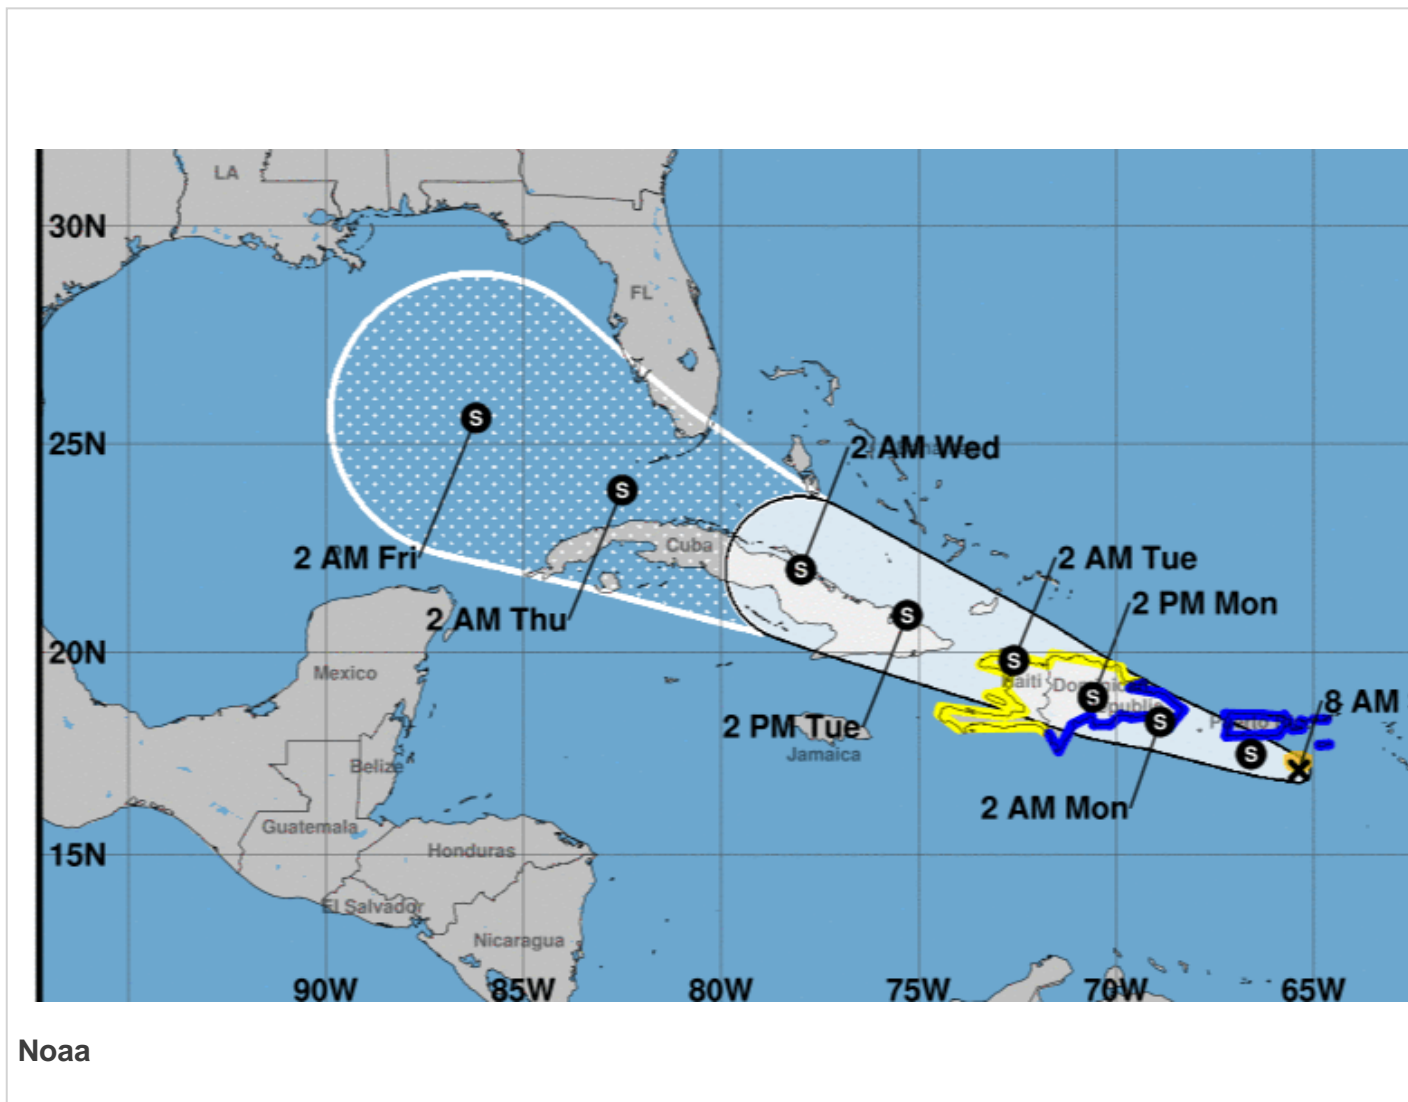 LA
30N
FL
S
25N
2 AM Wed
S
2 AM Fri
Cuba
S
2 AM Tue
2 AM Thu
S
2 PM Mon
20N
S
Mexico
Haiti
S
8 AM
2 PM Tue
S
Jamaica
S
Belize
2 AM Mon
Guatemala
15N
Honduras
El Salvador
Nicaragua
90W
85W
80W
75W
70W
65W
Noaa